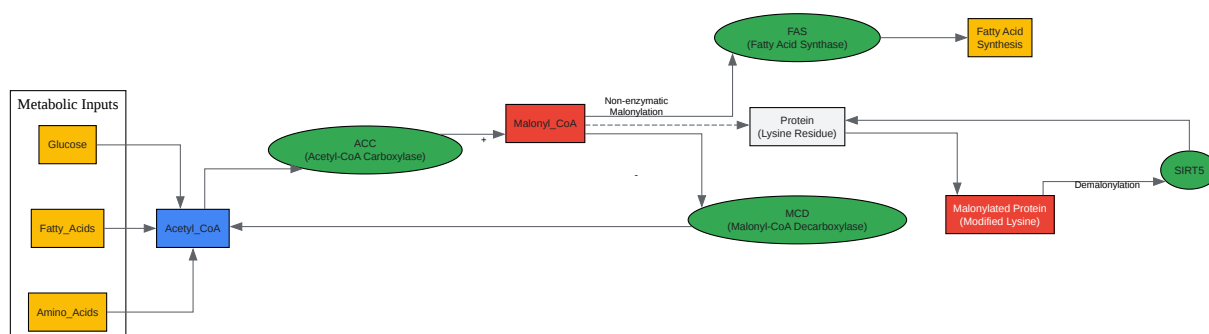 FAS
(Fatty Acid Synthase)
Fatty Acid
Synthesis
Metabolic Inputs
Non-enzymatic
Malonylation
Malonyl_CoA
Protein
(Lysine Residue)
Glucose
ACC
(Acetyl-CoA Carboxylase)
+
-
SIRT5
Demalonylation
Fatty_Acids
Acetyl_CoA
MCD
(Malonyl-CoA Decarboxylase)
Malonylated Protein
(Modified Lysine)
Amino_Acids